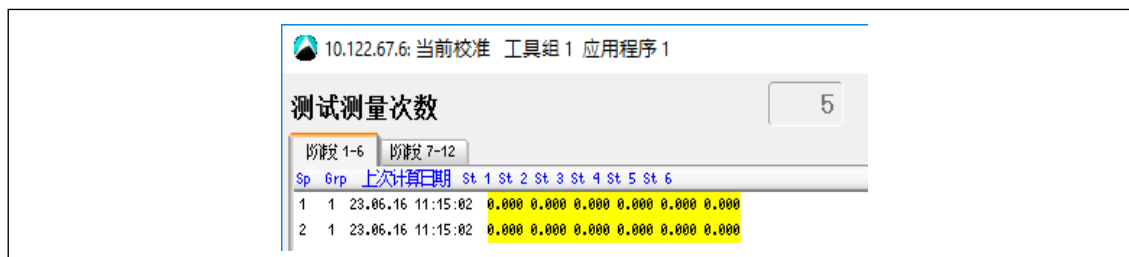 10.122.67.6: 当前校准 工具组 1 应用程序 1
测试测量次数 5
阶段 1-6 阶段 7-12
Sp Grp 上次计算日期 St 1 St 2 St 3 St 4 St 5 St 6
1 1 23.06.16 11:15:02 0.000 0.000 0.000 0.000 0.000 0.000
2 1 23.06.16 11:15:02 0.000 0.000 0.000 0.000 0.000 0.000